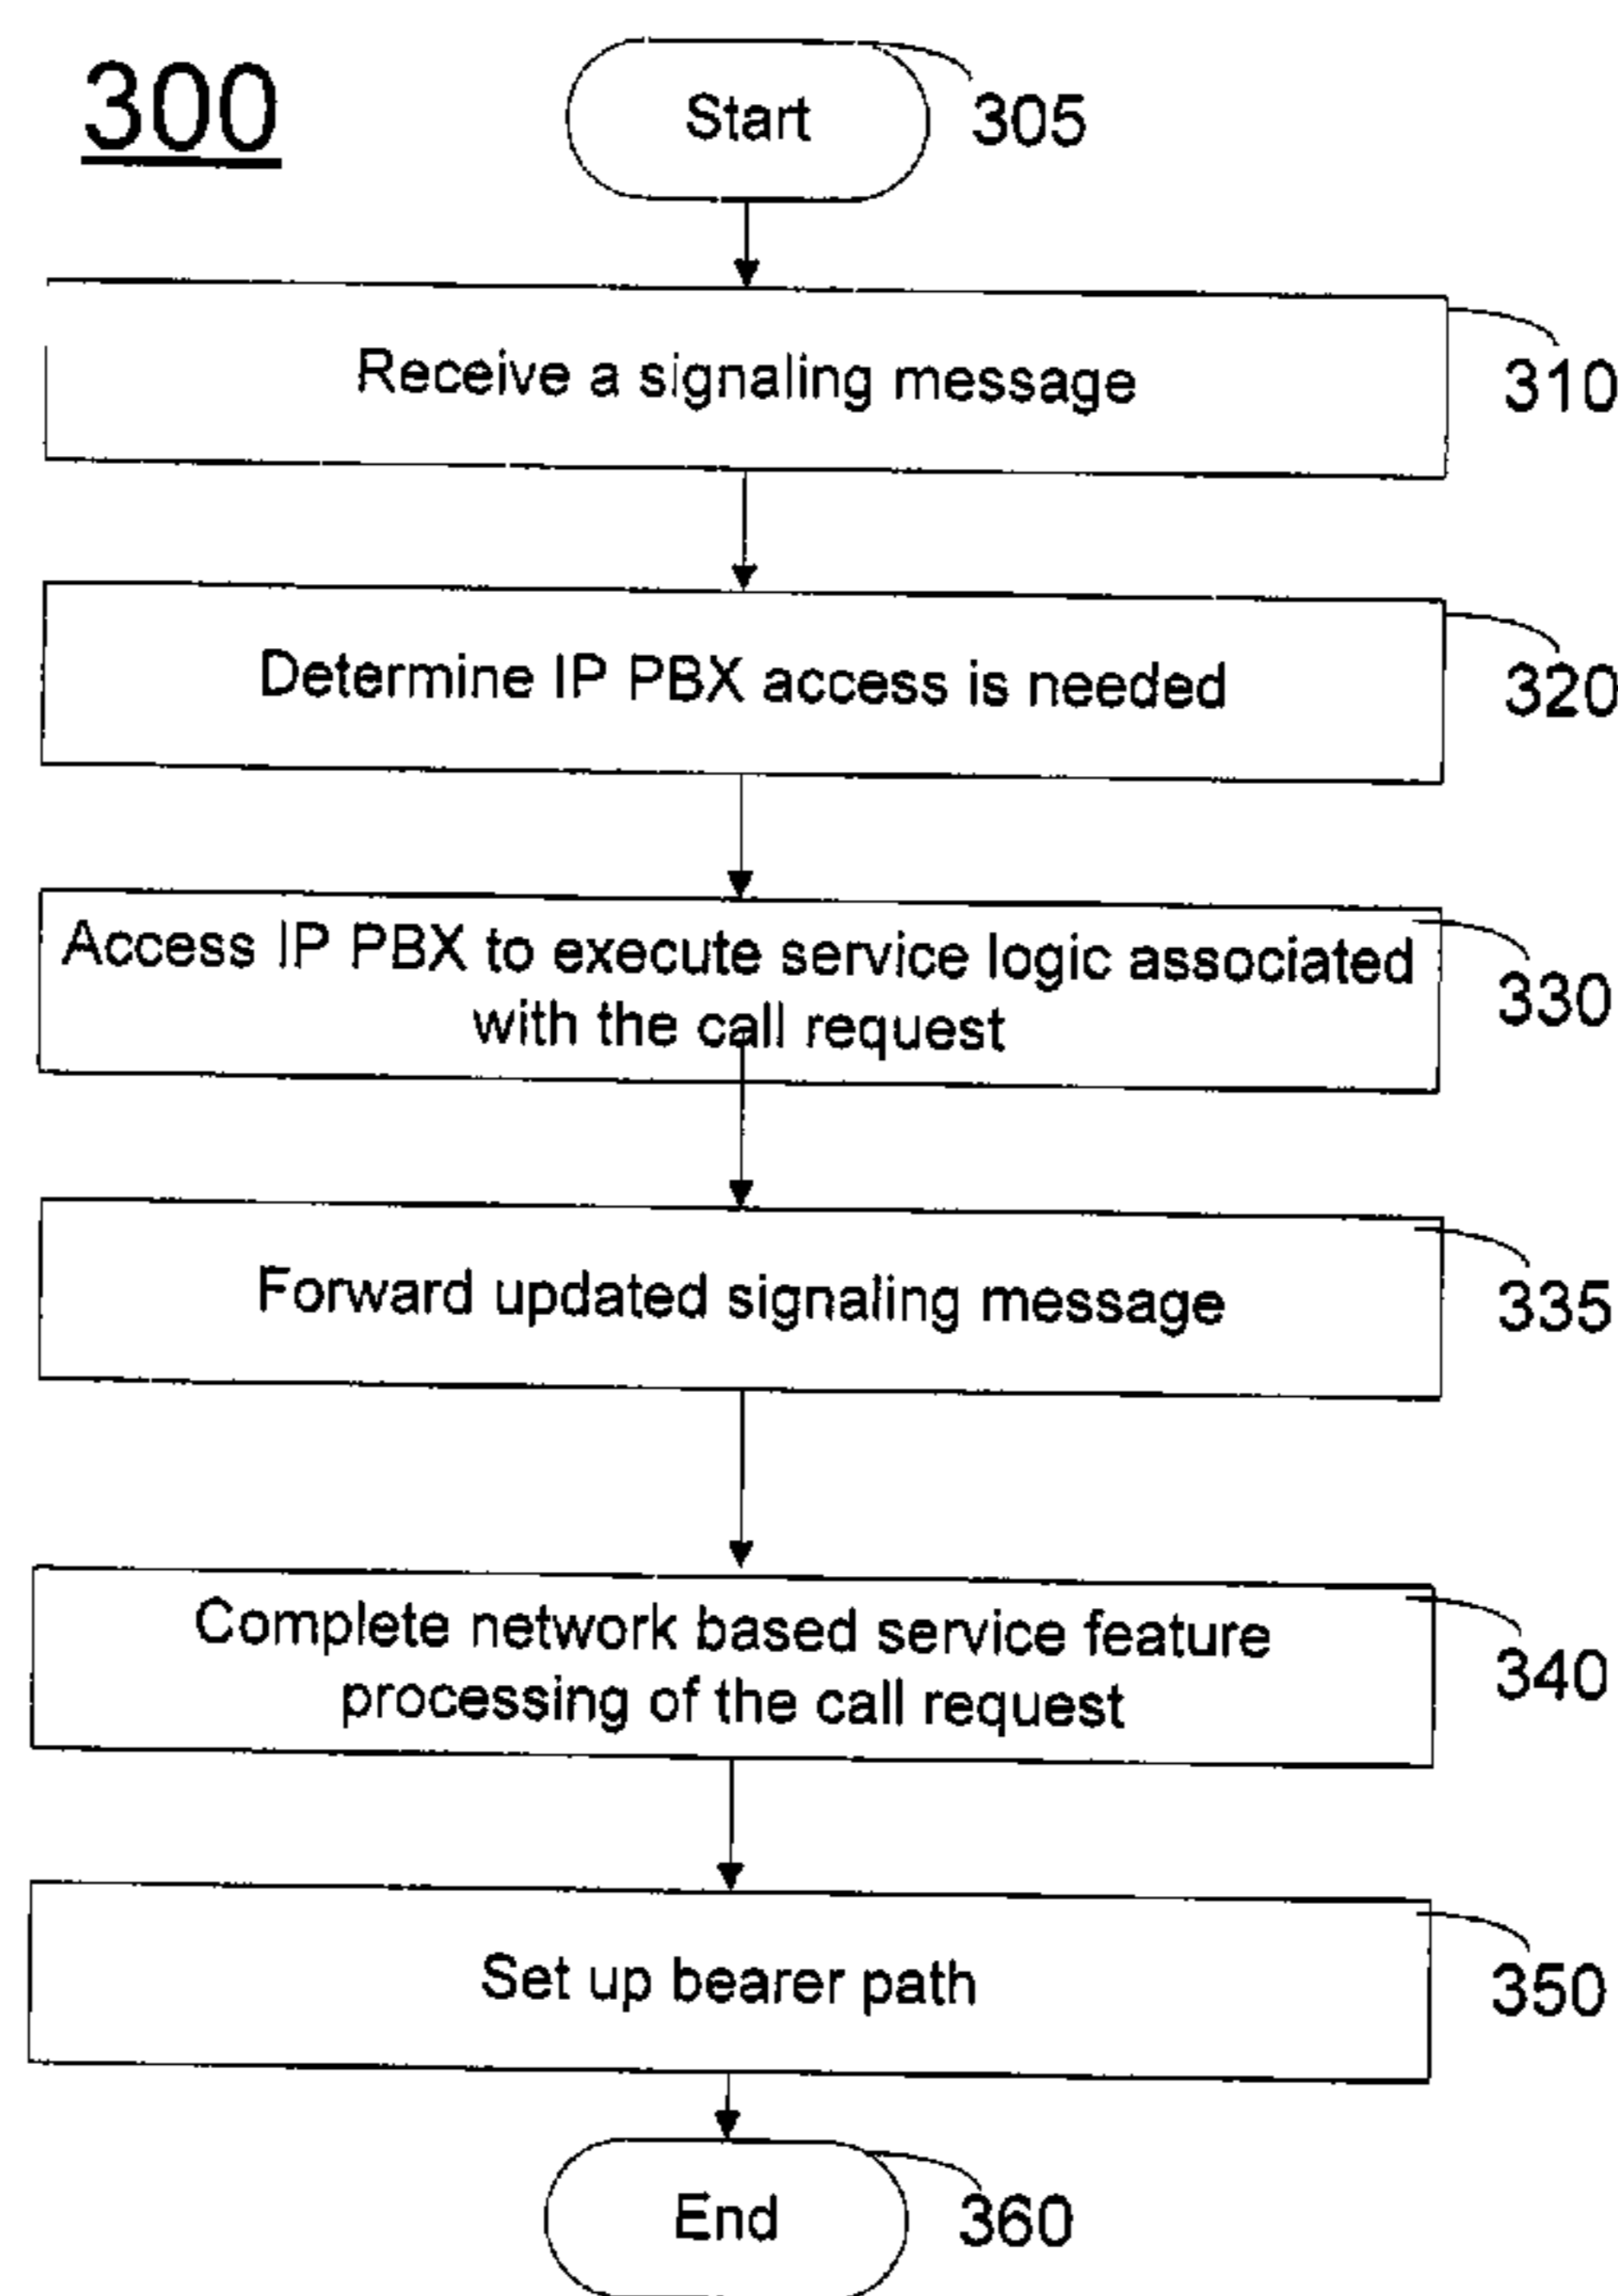 300
Start
305
Receive a signaling message
310
Determine IP PBX access is needed
320
Access IP PBX to execute service logic associated
with the call request
330
Forward updated signaling message
335
Complete network based service feature
processing of the call request
340
Set up bearer path
350
End
360